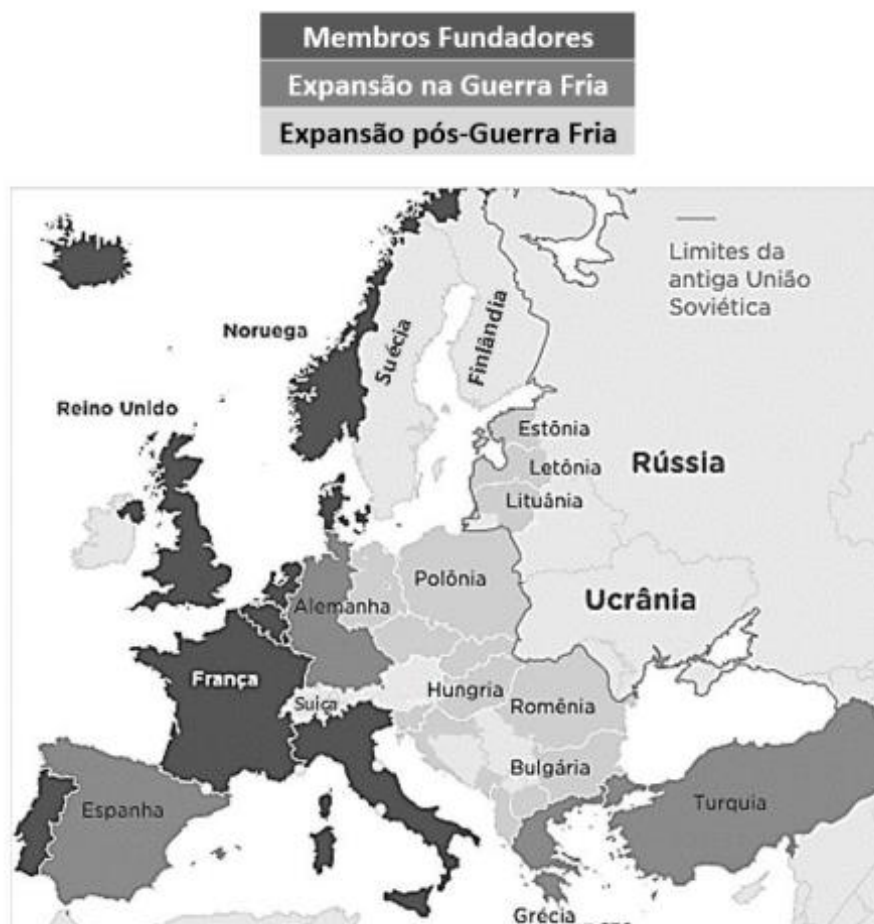 Membros Fundadores
Expansão na Guerra Fria
Expansão pós-Guerra Fria
Limites da
antiga União
Soviética
Noruega
Suécia
Finlândia
Reino Unido
Estônia
Letônia
Rússia
Lituânia
Polônia
Ucrânia
Alemanha
França
Suiça
Hungria
Romênia
Bulgária
Turquia
Espanha
Grécia